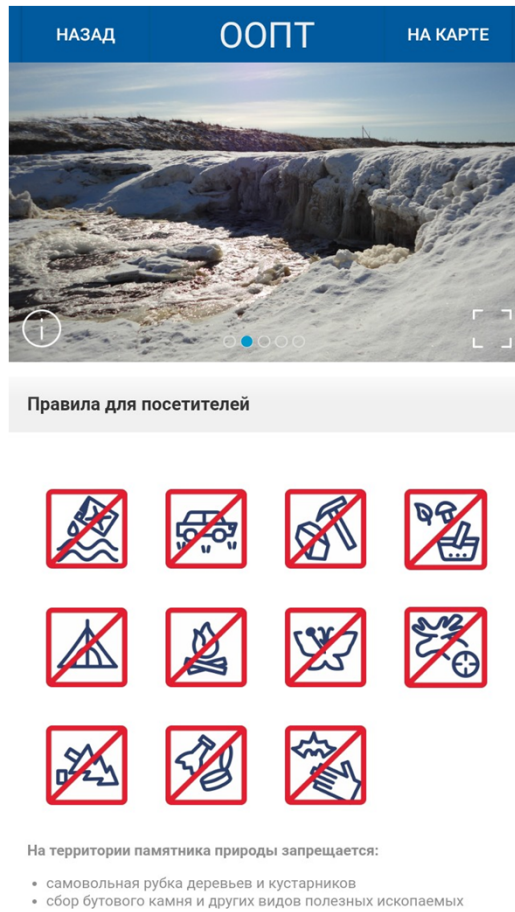 НАЗАД ООПТ НА КАРТЕ
Правила для посетителей
На территории памятника природы запрещается:
• самовольная рубка деревьев и кустарников
• сбор бутового камня и других видов полезных ископаемых